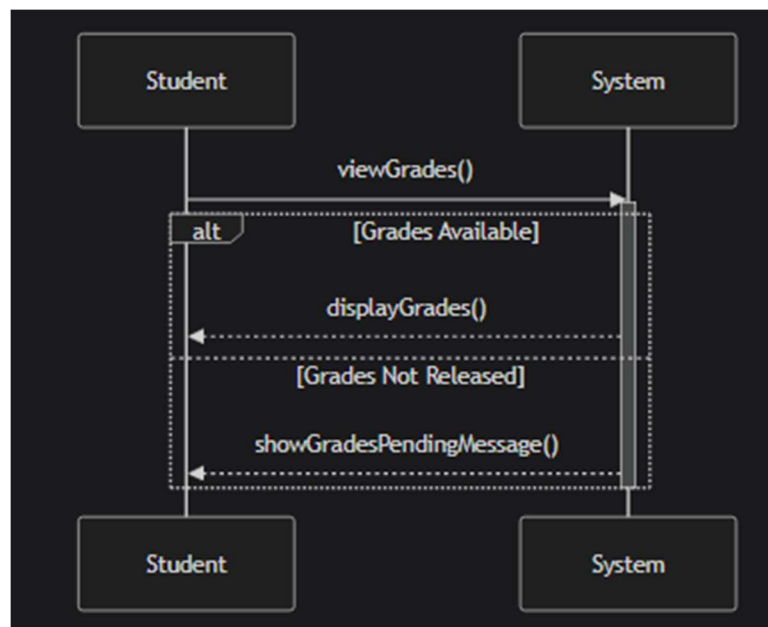 Student
System
viewGrades()
alt
[Grades Available]
displayGrades()
[Grades Not Released]
showGradesPendingMessage()
Student
System